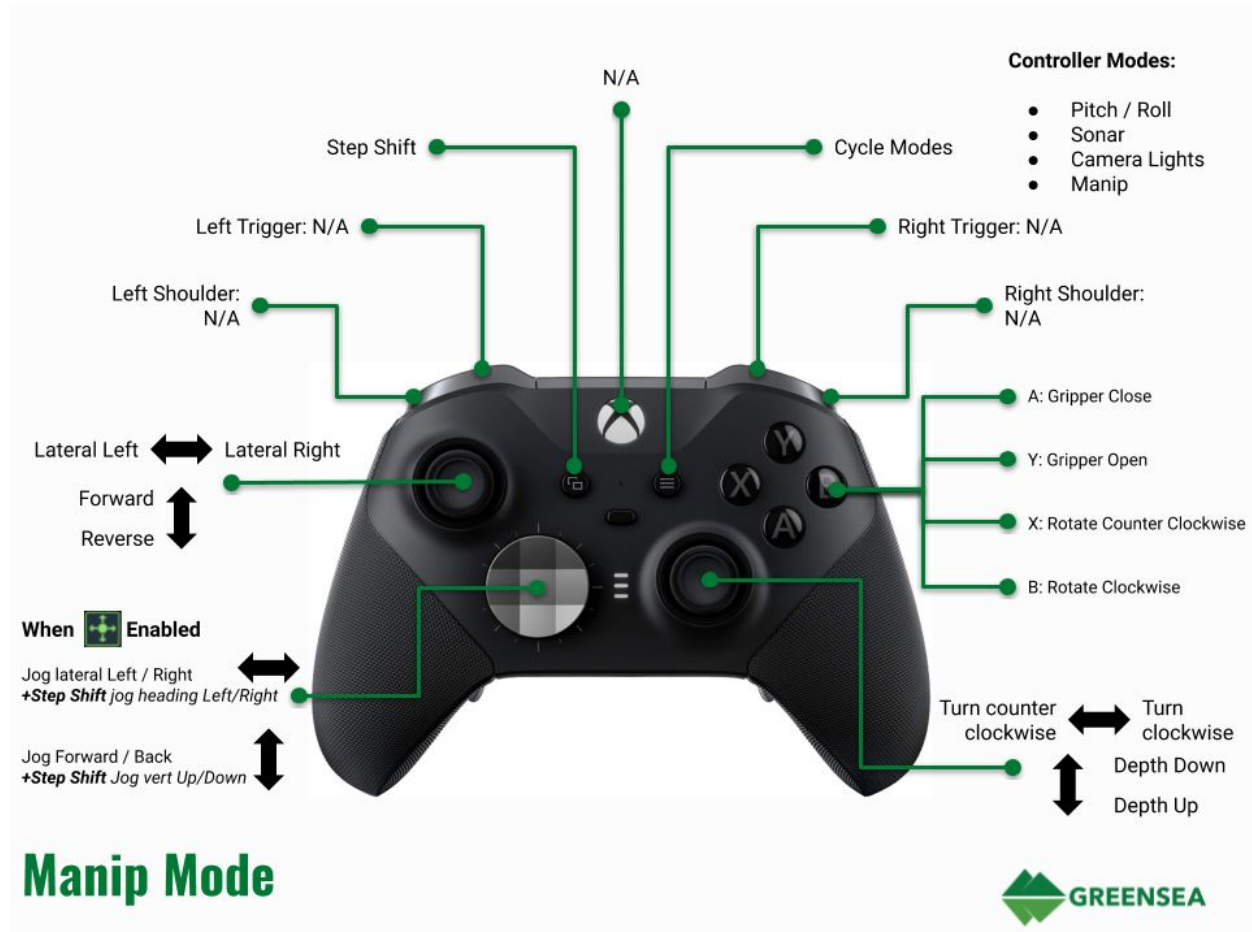 N/A
Controller Modes:
● Pitch / Roll
● Sonar
● Camera Lights
● Manip
Step Shift
Cycle Modes
Left Trigger: N/A
Right Trigger: N/A
Left Shoulder:
N/A
Right Shoulder:
N/A
A: Gripper Close
Y: Gripper Open
X: Rotate Counter Clockwise
B: Rotate Clockwise
Y
X
B
A
Lateral Left
Lateral Right
Forward
Reverse
When Enabled
Jog lateral Left / Right
+Step Shift jog heading Left/Right
Jog Forward / Back
+Step Shift Jog vert Up/Down
Turn counter
clockwise
Turn
clockwise
Depth Down
Depth Up
Manip Mode
GREENSEA